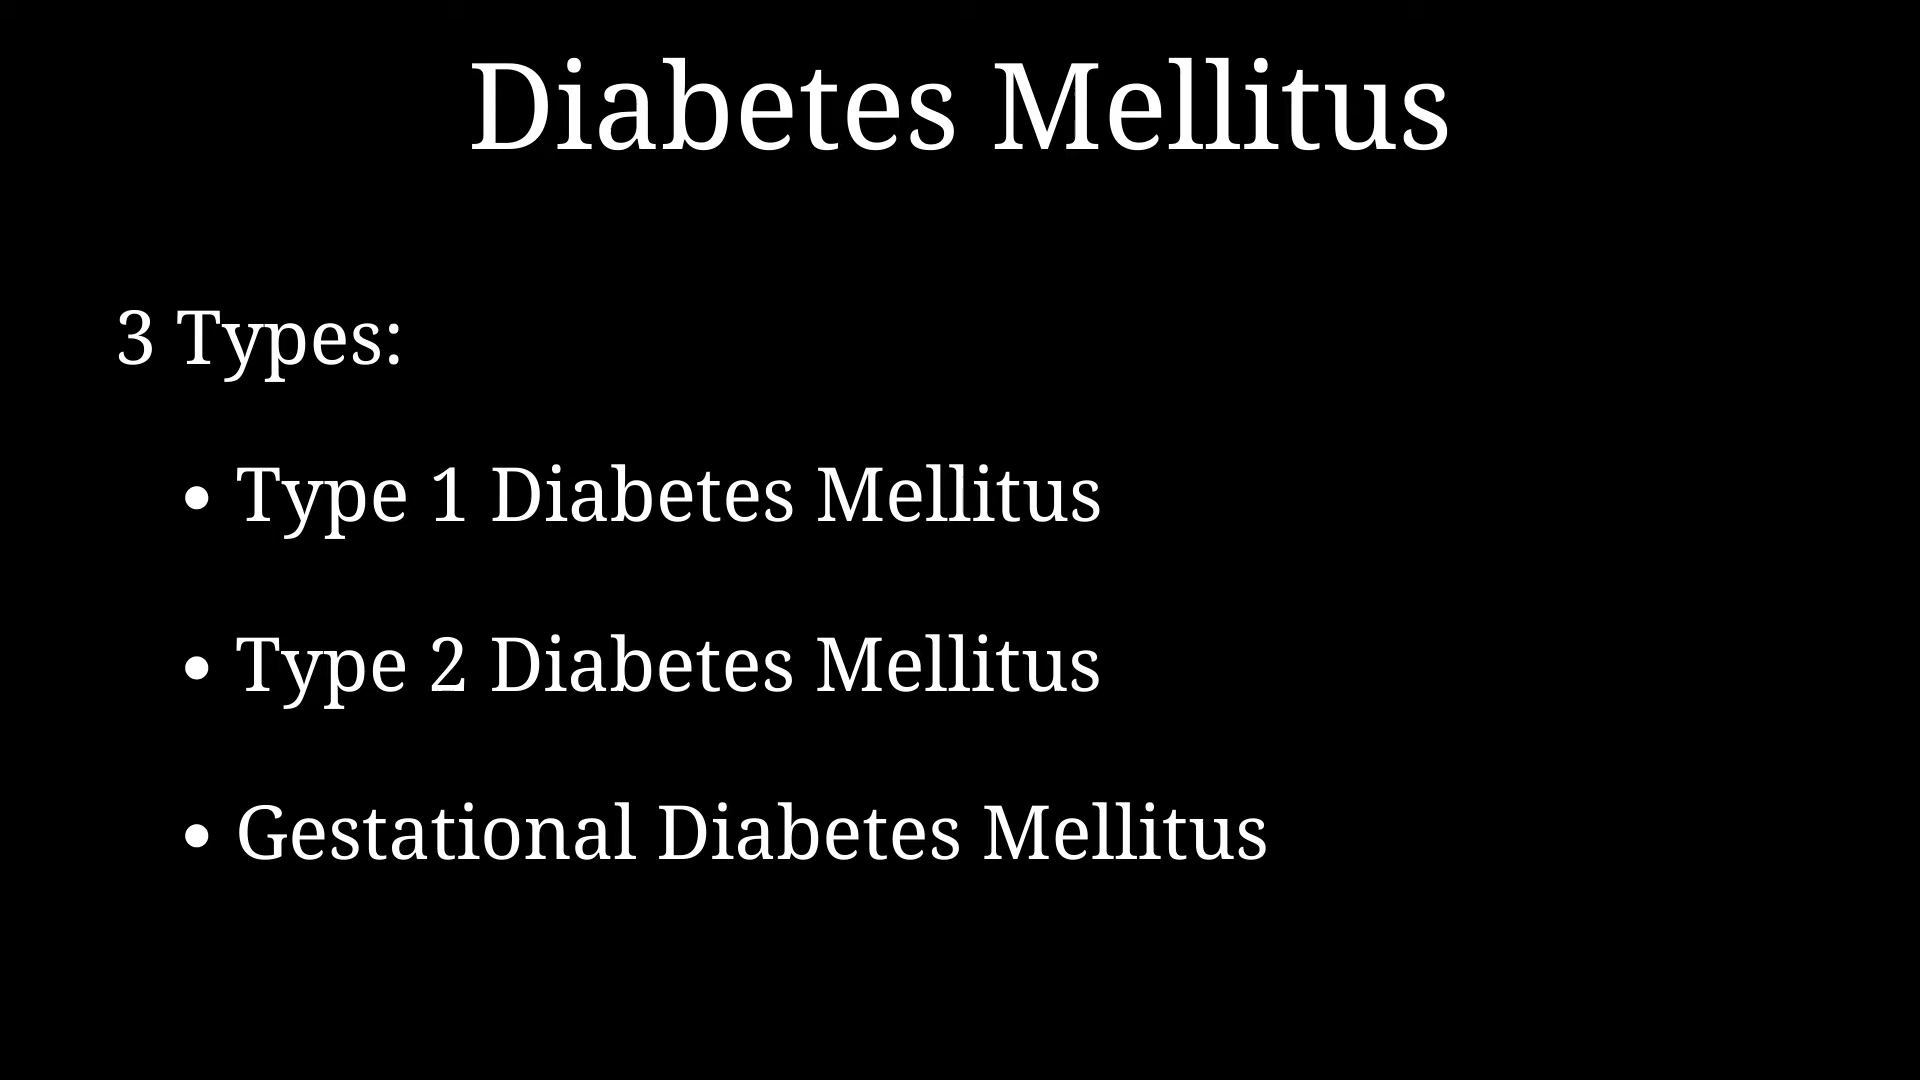 Diabetes Mellitus
3 Types:
• Type 1 Diabetes Mellitus
• Type 2 Diabetes Mellitus
• Gestational Diabetes Mellitus